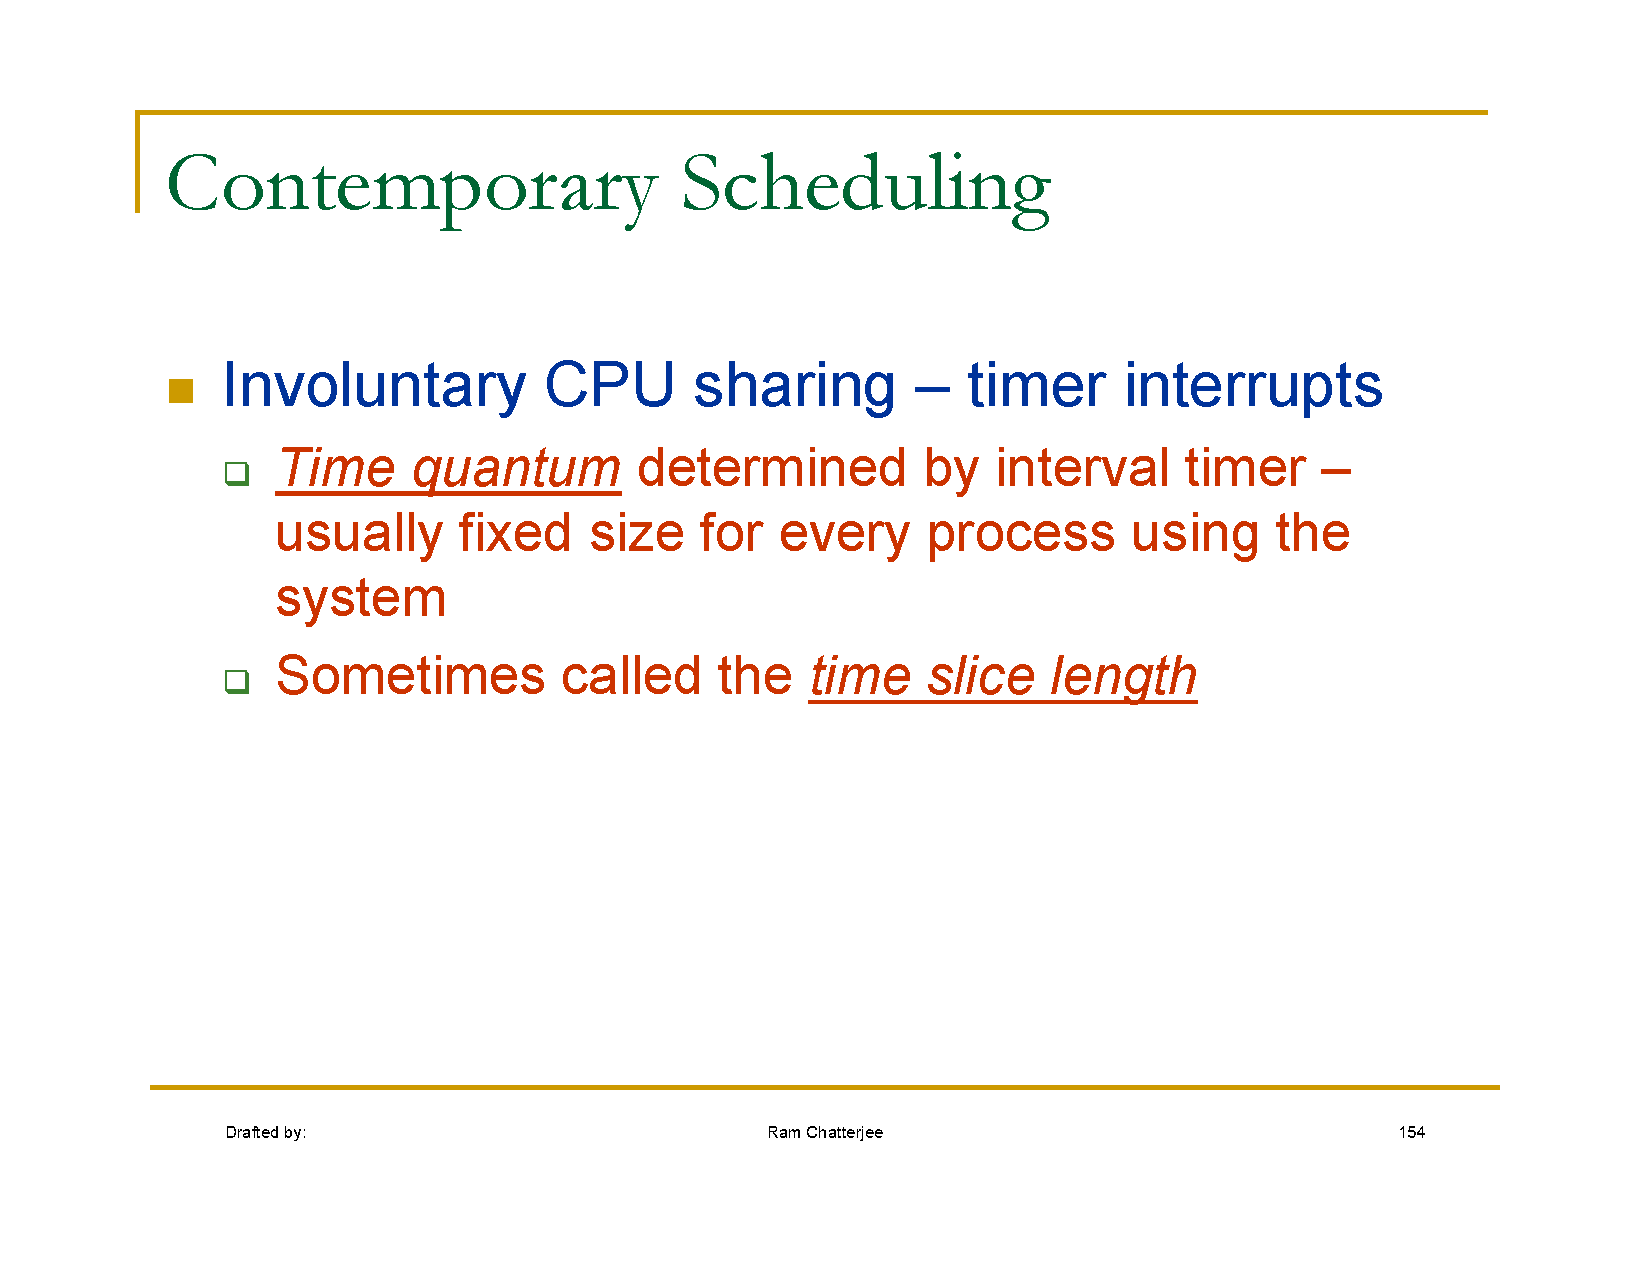 Contemporary Scheduling
Involuntary CPU sharing – timer interrupts
Time quantum determined by interval timer –
usually fixed size for every process using the
system
Sometimes called the time slice length
Drafted by: Ram Chatterjee 154